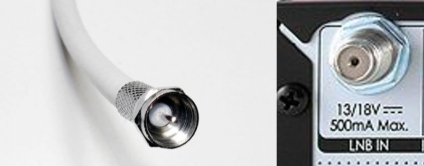 13/18V ⎓
500mA Max.
LNB IN